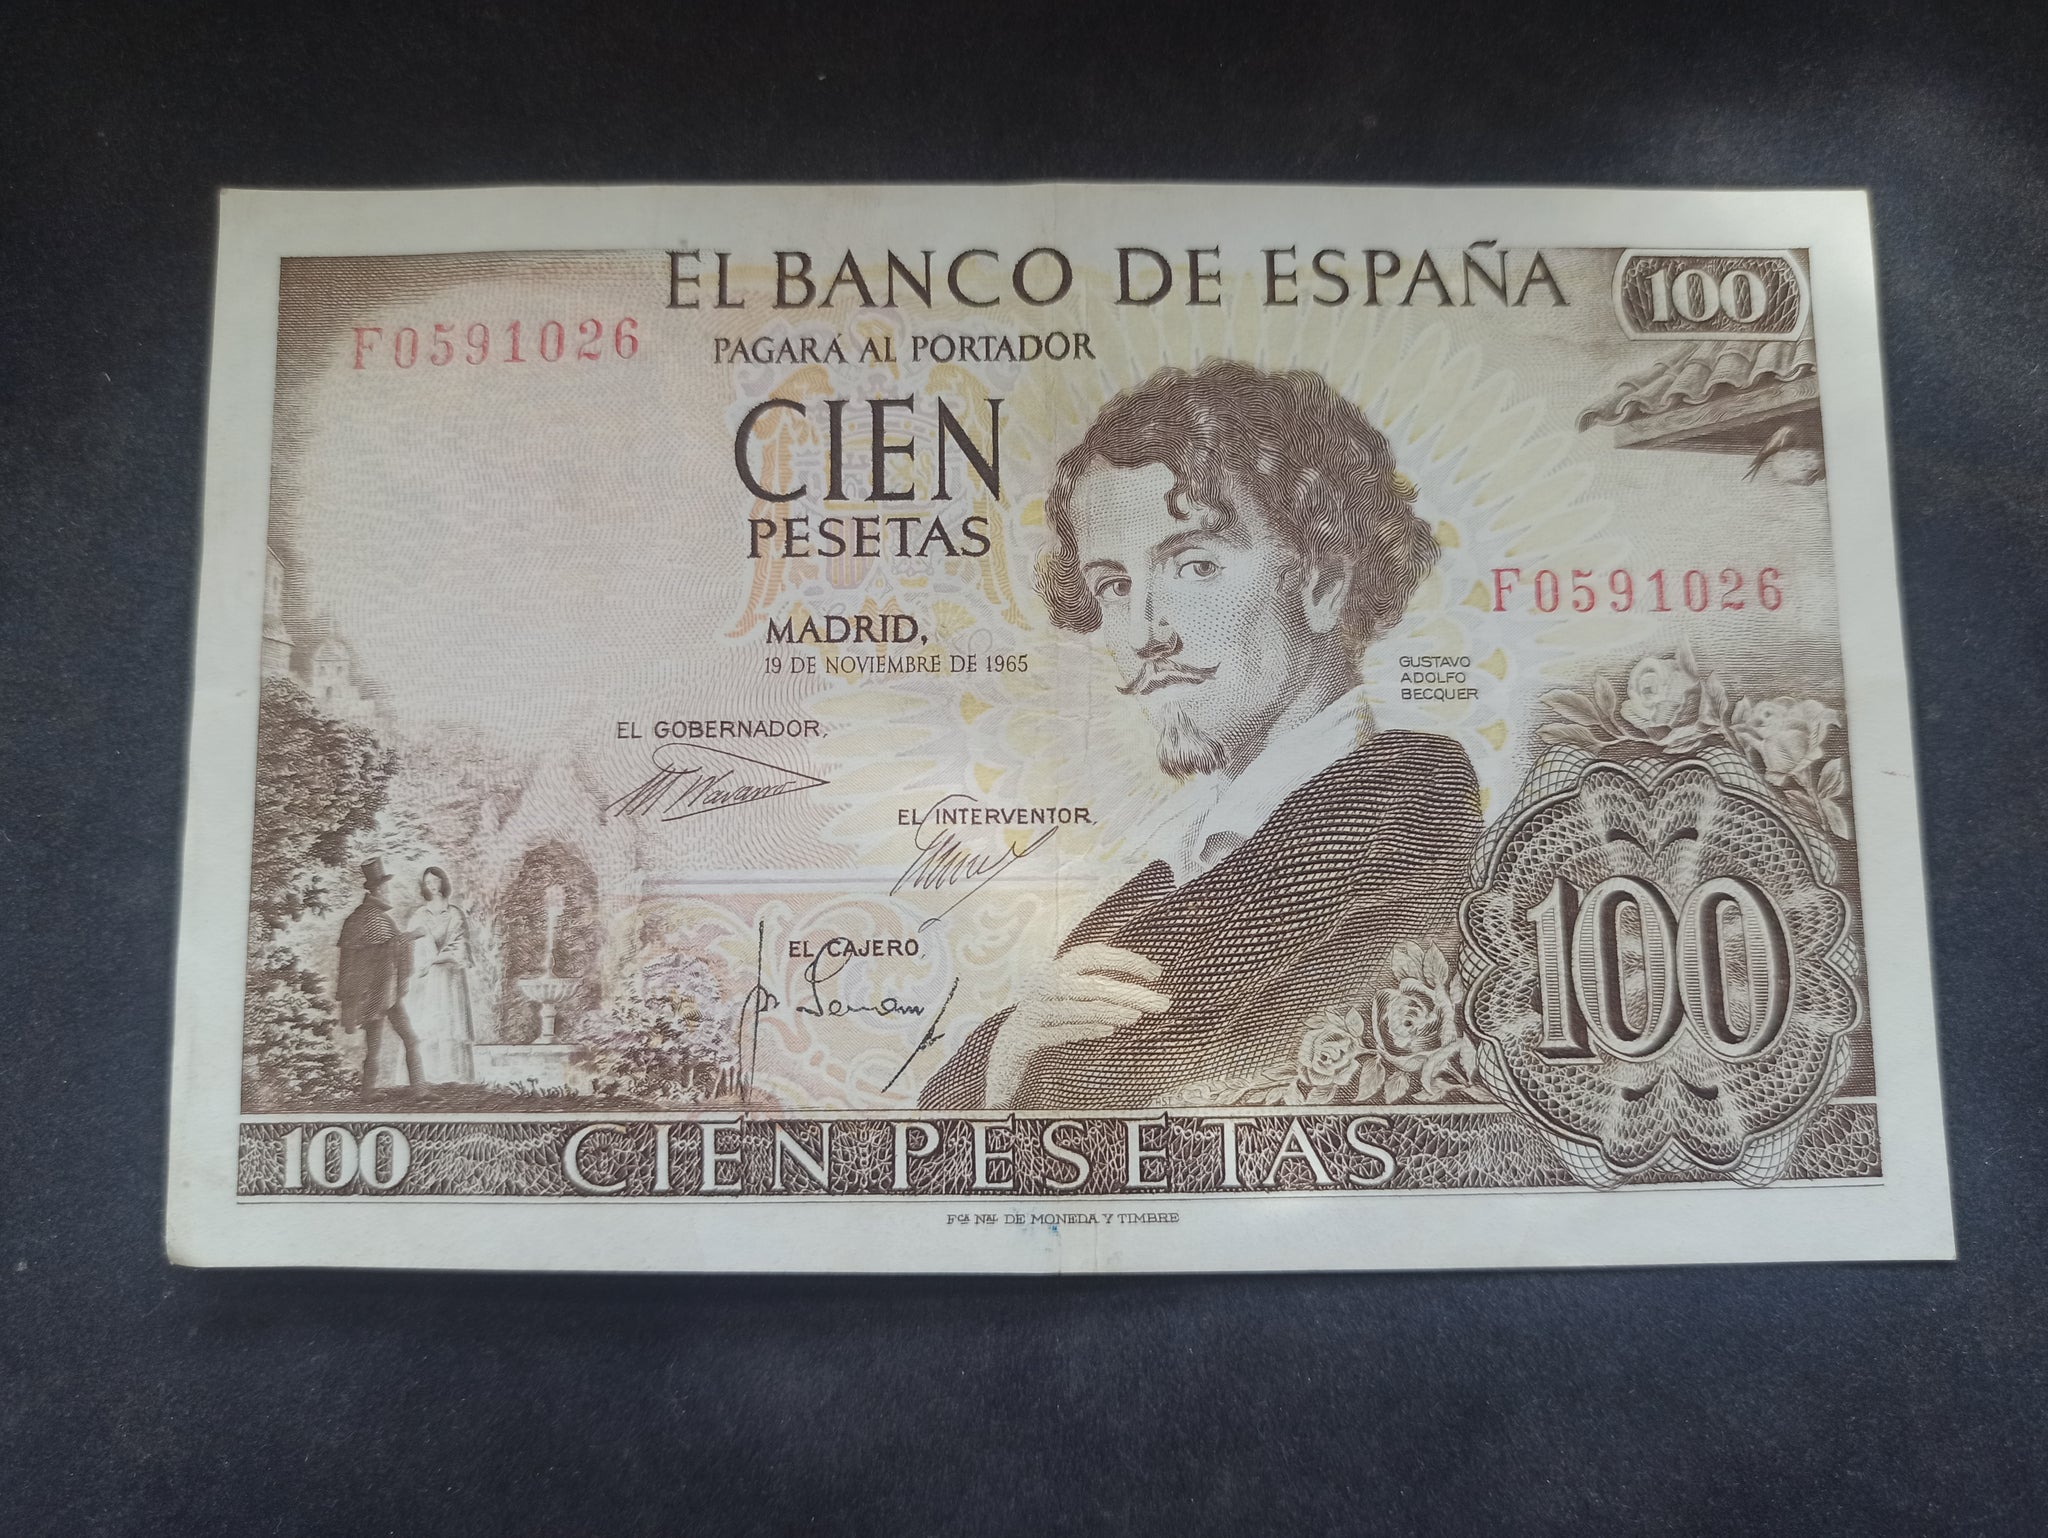 EL BANCO DE ESPAÑA
100
F0591026
PAGARÁ AL PORTADOR
CIEN
PESETAS
F0591026
MADRID,
19 DE NOVIEMBRE DE 1965
GUSTAVO
ADOLFO
BECQUER
EL GOBERNADOR,
EL INTERVENTOR,
EL CAJERO,
100
100 CIEN PESETAS
Fca. Nal. DE MONEDA Y TIMBRE